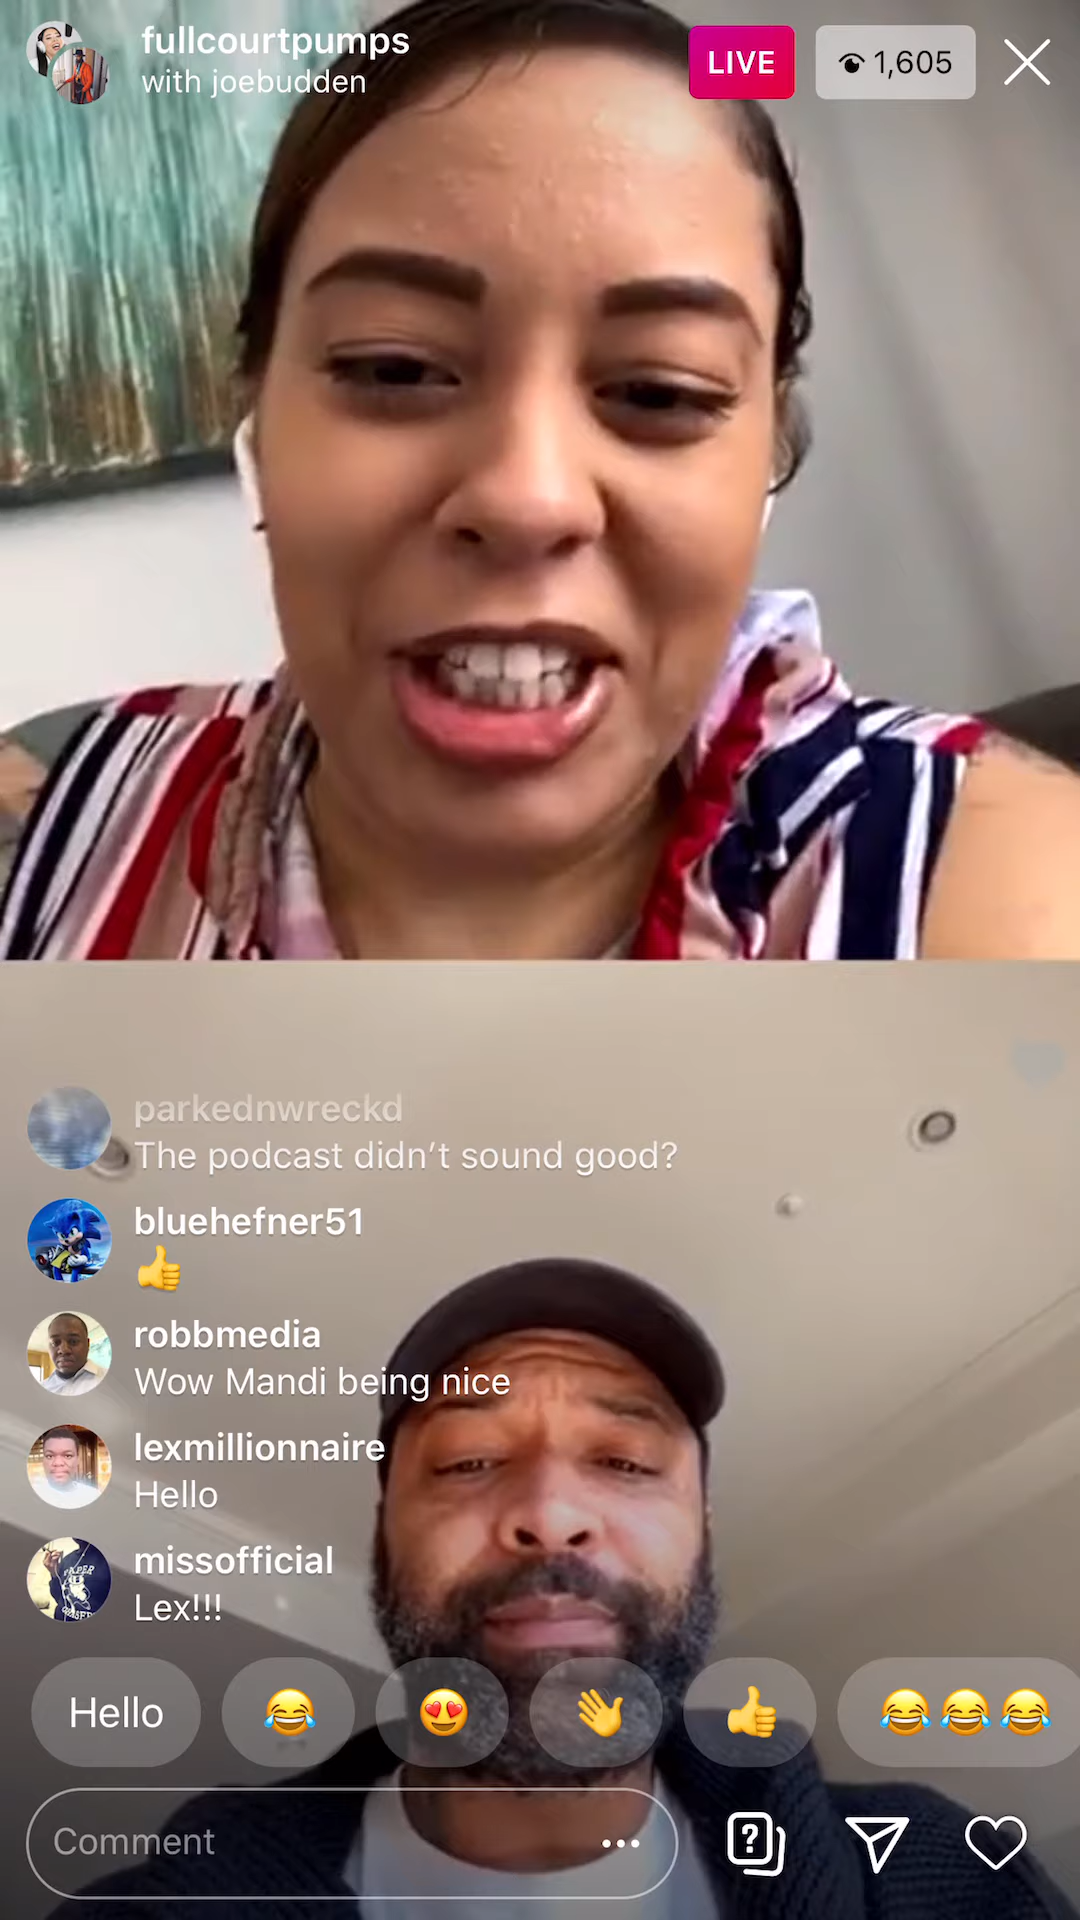 fullcourtpumps
with joebudden
LIVE
1,605
parkednwreckd
The podcast didn't sound good?
bluehefner51
👍
robbmedia
Wow Mandi being nice
lexmillionnaire
Hello
missofficial
Lex!!!
Hello 😂 😍 👋 👍 😂 😂 😂
Comment